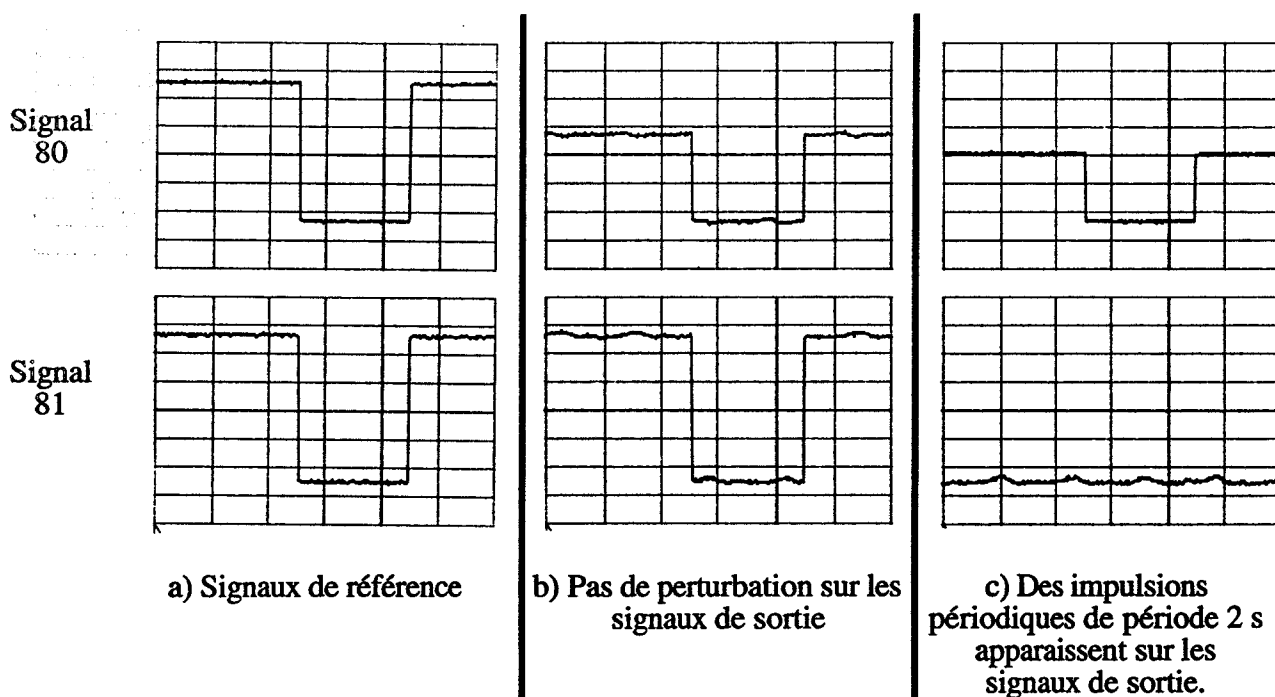 Signal
80
Signal
81
a) Signaux de référence
b) Pas de perturbation sur les
signaux de sortie
c) Des impulsions
périodiques de période 2 s
apparaissent sur les
signaux de sortie.